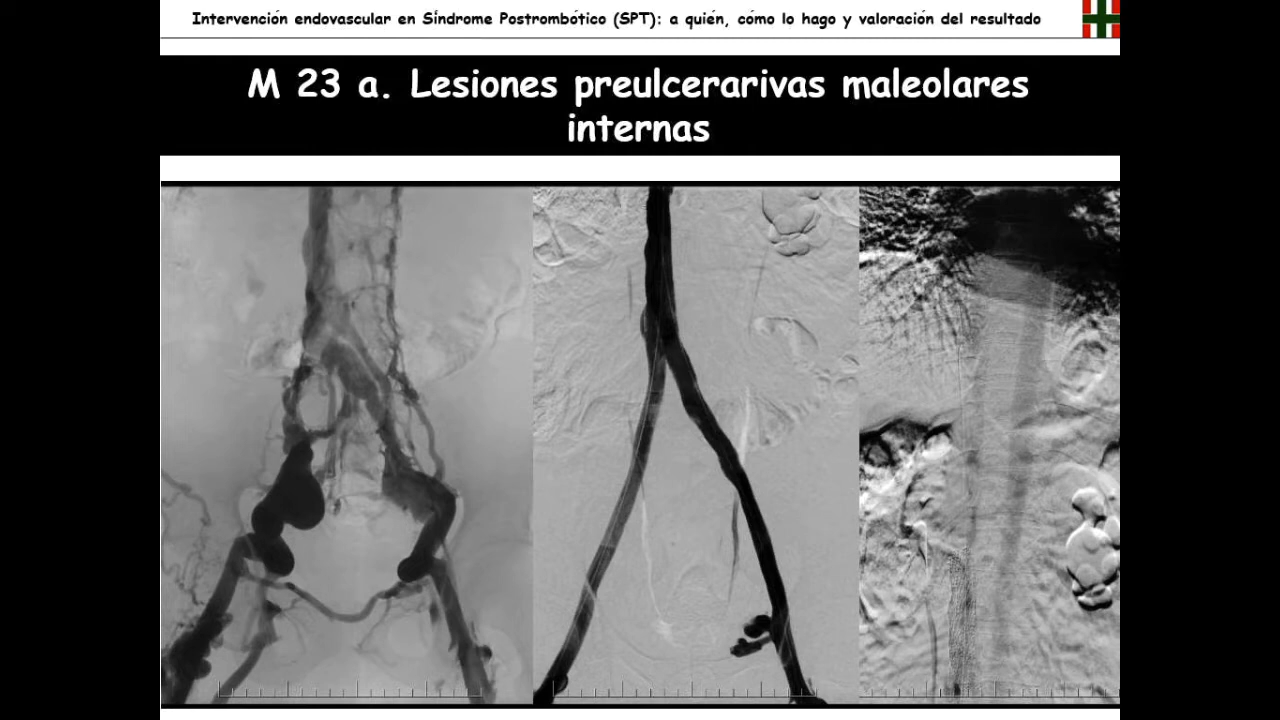 Intervención endovascular en Síndrome Postrombótico (SPT): a quién, cómo lo hago y valoración del resultado
M 23 a. Lesiones preulcerarivas maleolares
internas